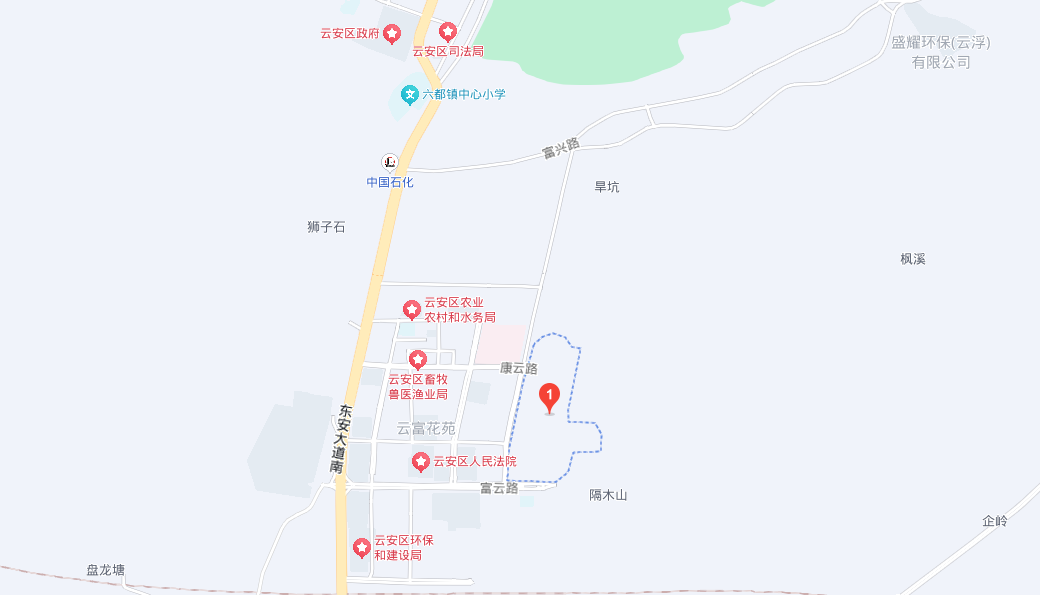 云安区政府
云安区司法局
盛耀环保(云浮)
有限公司
六都镇中心小学
富兴路
中国石化
旱坑
狮子石
枫溪
云安区农业
农村和水务局
康云路
云安区畜牧
兽医渔业局
1
东安大道南
云富花苑
云安区人民法院
富云路
隔木山
企岭
云安区环保
和建设局
盘龙塘